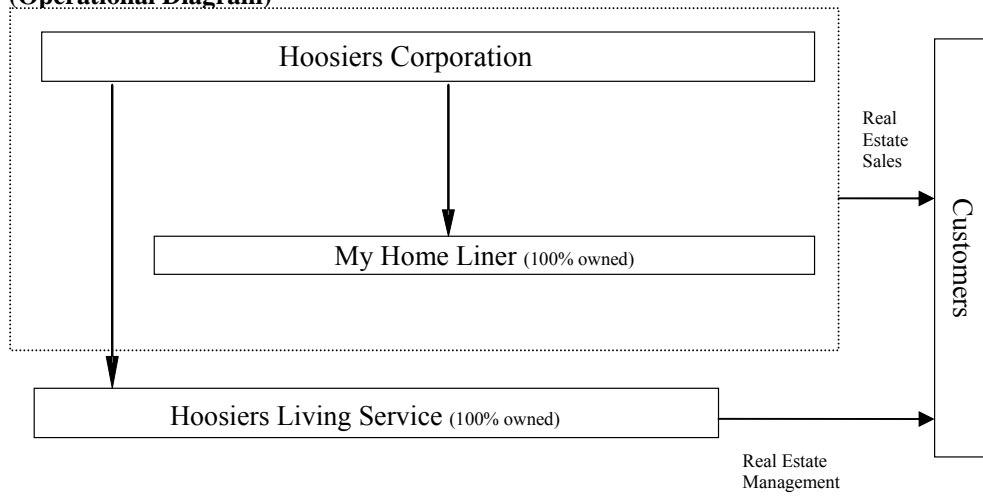 (Operational Diagram)
Hoosiers Corporation
Real
Estate
Sales
Customers
My Home Liner (100% owned)
Hoosiers Living Service (100% owned)
Real Estate
Management